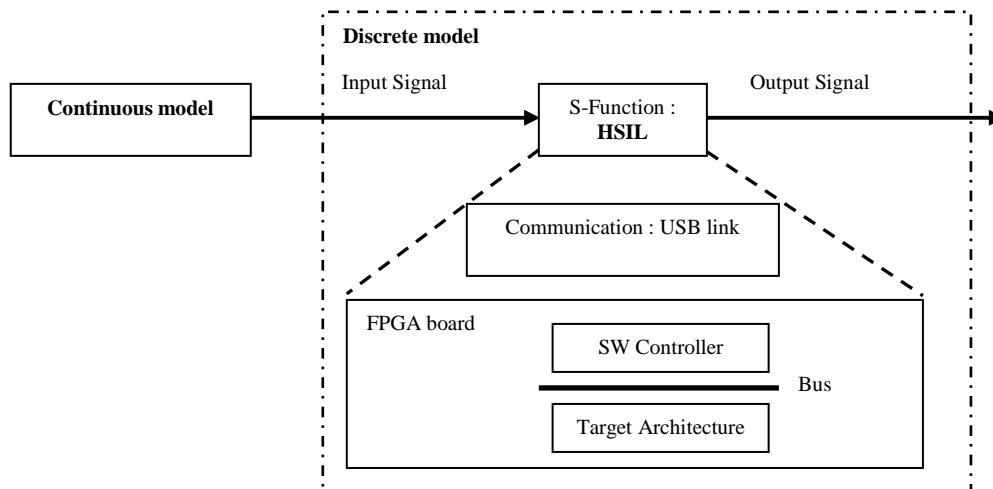 Discrete model
Input Signal
Output Signal
Continuous model
S-Function :
HSIL
Communication : USB link
FPGA board
SW Controller
Bus
Target Architecture